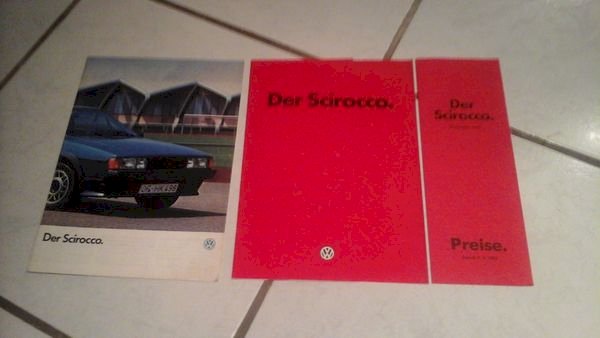 Der Scirocco.
Der Scirocco.
Der
Scirocco.
Preise.